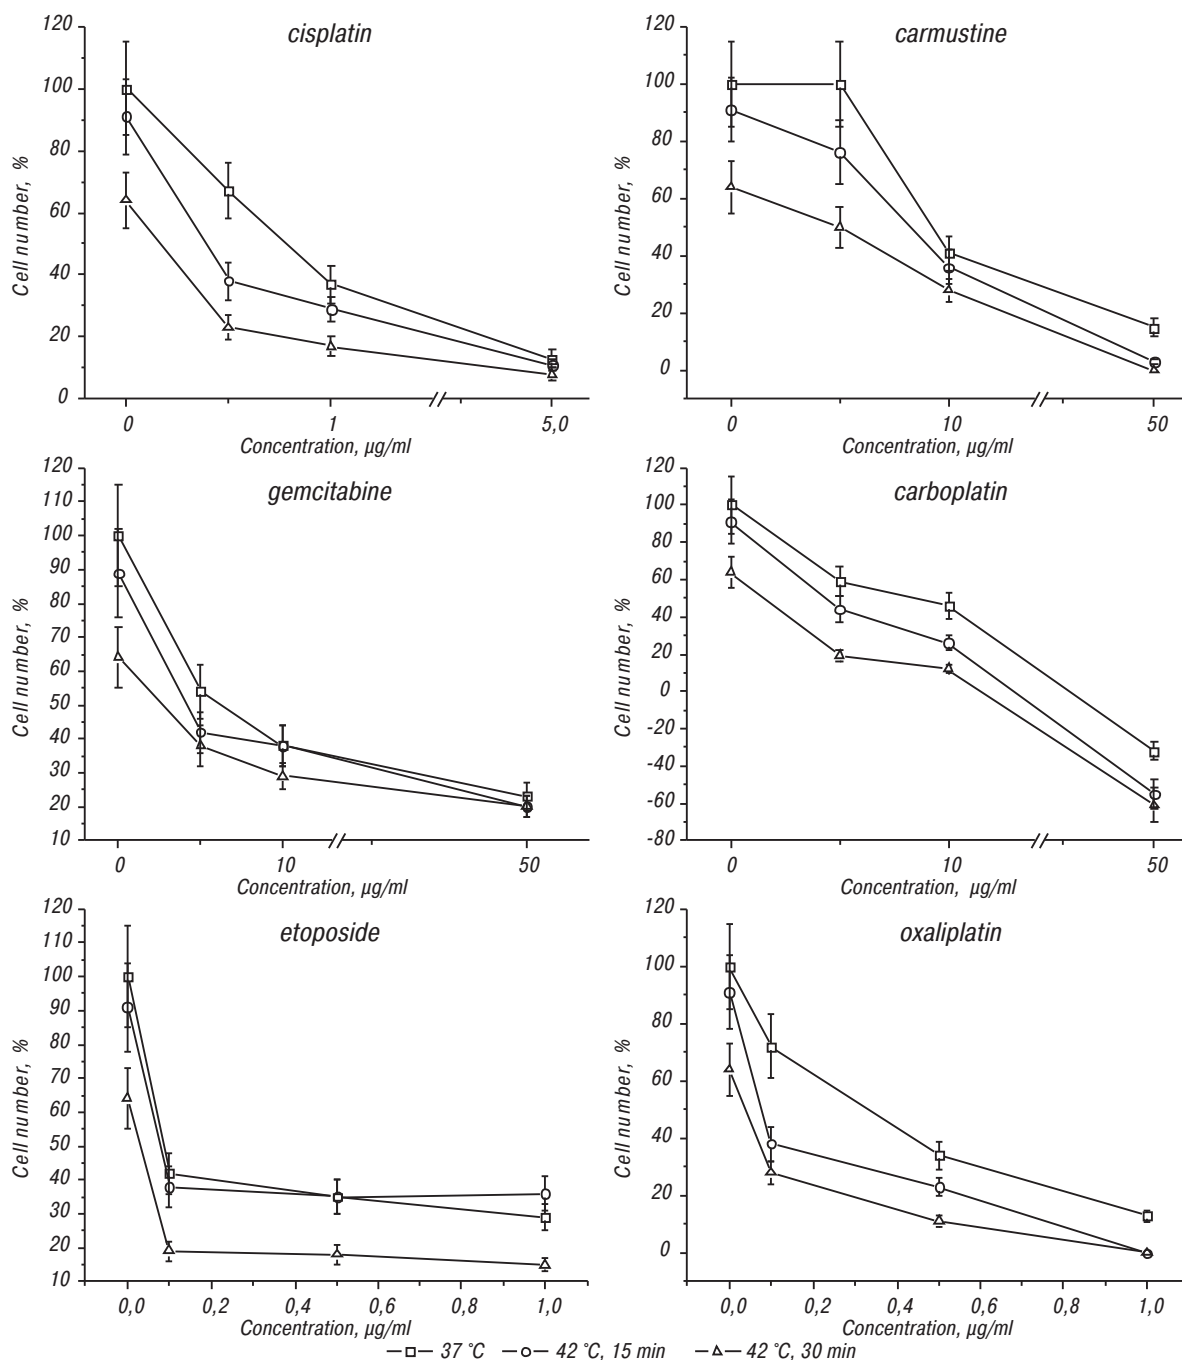 cisplatin
Cell number, %
120
100
80
60
40
20
0
0 1 5,0
Concentration, µg/ml
carmustine
Cell number, %
120
100
80
60
40
20
0
0 10 50
Concentration, µg/ml
gemcitabine
Cell number, %
120
110
100
90
80
70
60
50
40
30
20
10
0 10 50
Concentration, µg/ml
carboplatin
Cell number, %
120
100
80
60
40
20
0
-20
-40
-60
-80
0 10 50
Concentration, µg/ml
etoposide
Cell number, %
120
110
100
90
80
70
60
50
40
30
20
10
0,0 0,2 0,4 0,6 0,8 1,0
Concentration, µg/ml
oxaliplatin
Cell number, %
120
100
80
60
40
20
0
0,0 0,2 0,4 0,6 0,8 1,0
Concentration, µg/ml
37 °C 42 °C, 15 min 42 °C, 30 min